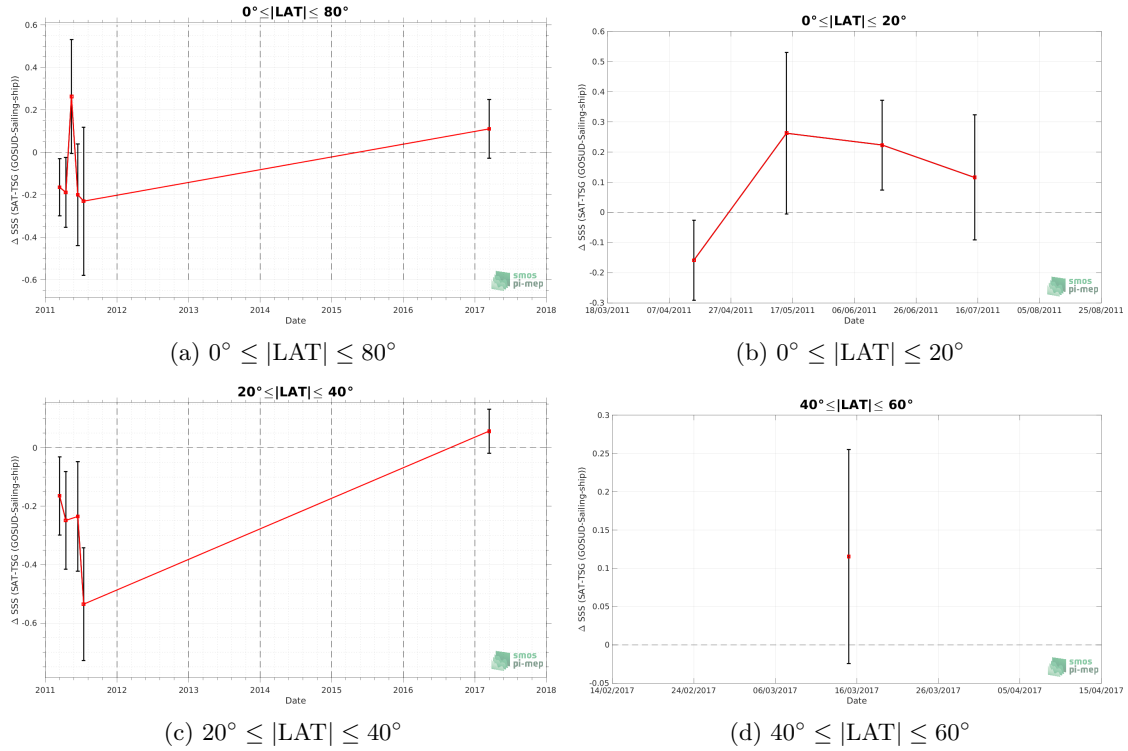 0°≤|LAT|≤ 80°
Δ SSS (SAT-TSG (GOSUD-Sailing-ship))
0.6
0.4
0.2
0
-0.2
-0.4
-0.6
2011 2012 2013 2014 2015 2016 2017 2018
Date
smos
pi-mep
(a) 0° ≤ |LAT| ≤ 80°
0°≤|LAT|≤ 20°
Δ SSS (SAT-TSG (GOSUD-Sailing-ship))
0.6
0.5
0.4
0.3
0.2
0.1
0
-0.1
-0.2
-0.3
18/03/2011 07/04/2011 27/04/2011 17/05/2011 06/06/2011 26/06/2011 16/07/2011 05/08/2011 25/08/2011
Date
smos
pi-mep
(b) 0° ≤ |LAT| ≤ 20°
20°≤|LAT|≤ 40°
Δ SSS (SAT-TSG (GOSUD-Sailing-ship))
0
-0.2
-0.4
-0.6
2011 2012 2013 2014 2015 2016 2017 2018
Date
smos
pi-mep
(c) 20° ≤ |LAT| ≤ 40°
40°≤|LAT|≤ 60°
Δ SSS (SAT-TSG (GOSUD-Sailing-ship))
0.3
0.25
0.2
0.15
0.1
0.05
0
-0.05
14/02/2017 24/02/2017 06/03/2017 16/03/2017 26/03/2017 05/04/2017 15/04/2017
Date
smos
pi-mep
(d) 40° ≤ |LAT| ≤ 60°